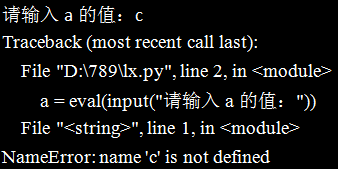 请输入 a 的值：c
Traceback (most recent call last):
File "D:\789\lx.py", line 2, in <module>
a = eval(input("请输入 a 的值："))
File "<string>", line 1, in <module>
NameError: name 'c' is not defined